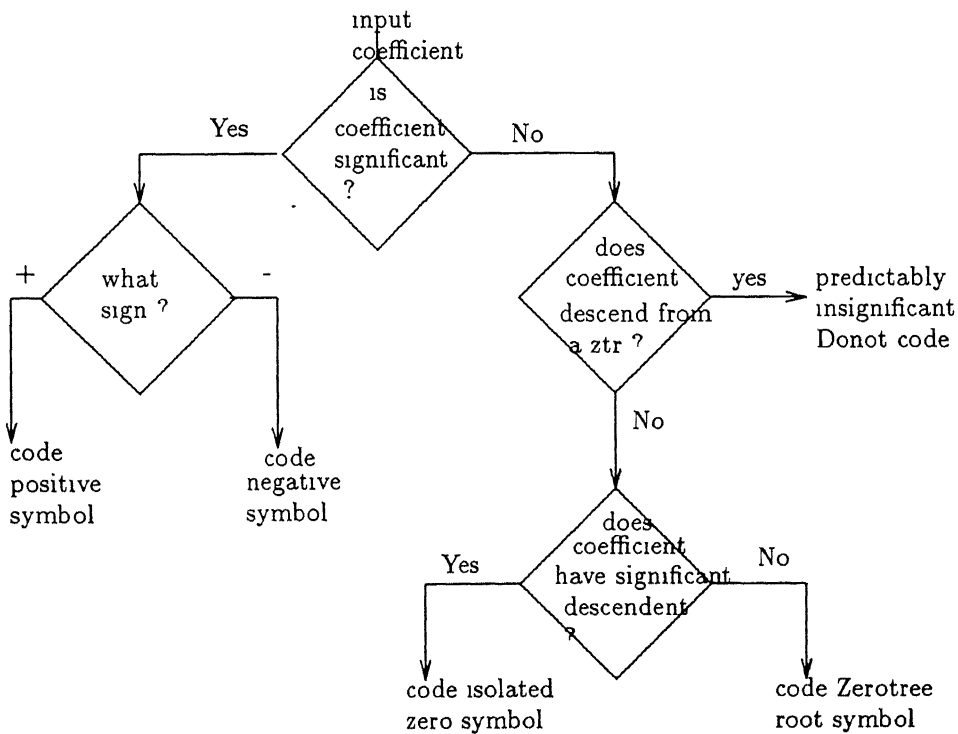 input
coefficient
is
coefficient
significant
?
Yes
No
what
sign ?
+
-
does
coefficient
descend from
a ztr ?
yes
predictably
insignificant
Donot code
No
code
positive
symbol
code
negative
symbol
does
coefficient
have significant
descendent
?
Yes
No
code isolated
zero symbol
code Zerotree
root symbol